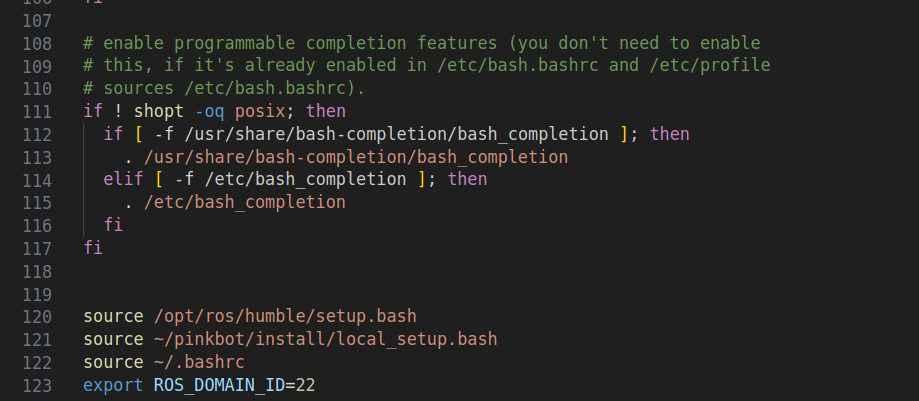 106 fi
107
108 # enable programmable completion features (you don't need to enable
109 # this, if it's already enabled in /etc/bash.bashrc and /etc/profile
110 # sources /etc/bash.bashrc).
111 if ! shopt -oq posix; then
112   if [ -f /usr/share/bash-completion/bash_completion ]; then
113     . /usr/share/bash-completion/bash_completion
114   elif [ -f /etc/bash_completion ]; then
115     . /etc/bash_completion
116   fi
117 fi
118
119
120 source /opt/ros/humble/setup.bash
121 source ~/pinkbot/install/local_setup.bash
122 source ~/.bashrc
123 export ROS_DOMAIN_ID=22